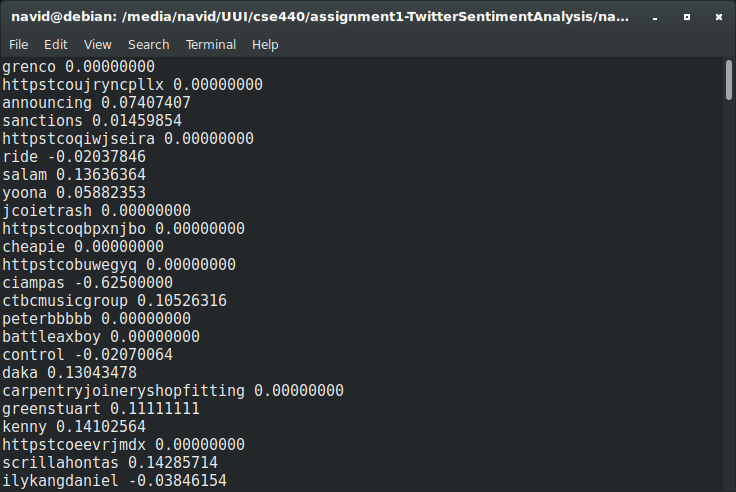 navid@debian: /media/navid/UUI/cse440/assignment1-TwitterSentimentAnalysis/na...
File Edit View Search Terminal Help
grenco 0.00000000
httpstcoujryncpllx 0.00000000
announcing 0.07407407
sanctions 0.01459854
httpstcoqiwjseira 0.00000000
ride -0.02037846
salam 0.13636364
yoona 0.05882353
jcoietrash 0.00000000
httpstcoqbpxnjbo 0.00000000
cheapie 0.00000000
httpstcobuwegyq 0.00000000
ciampas -0.62500000
ctbcmusicgroup 0.10526316
peterbbbbb 0.00000000
battleaxboy 0.00000000
control -0.02070064
daka 0.13043478
carpentryjoineryshopfitting 0.00000000
greenstuart 0.11111111
kenny 0.14102564
httpstcoeevrjmdx 0.00000000
scrillahontas 0.14285714
ilykangdaniel -0.03846154